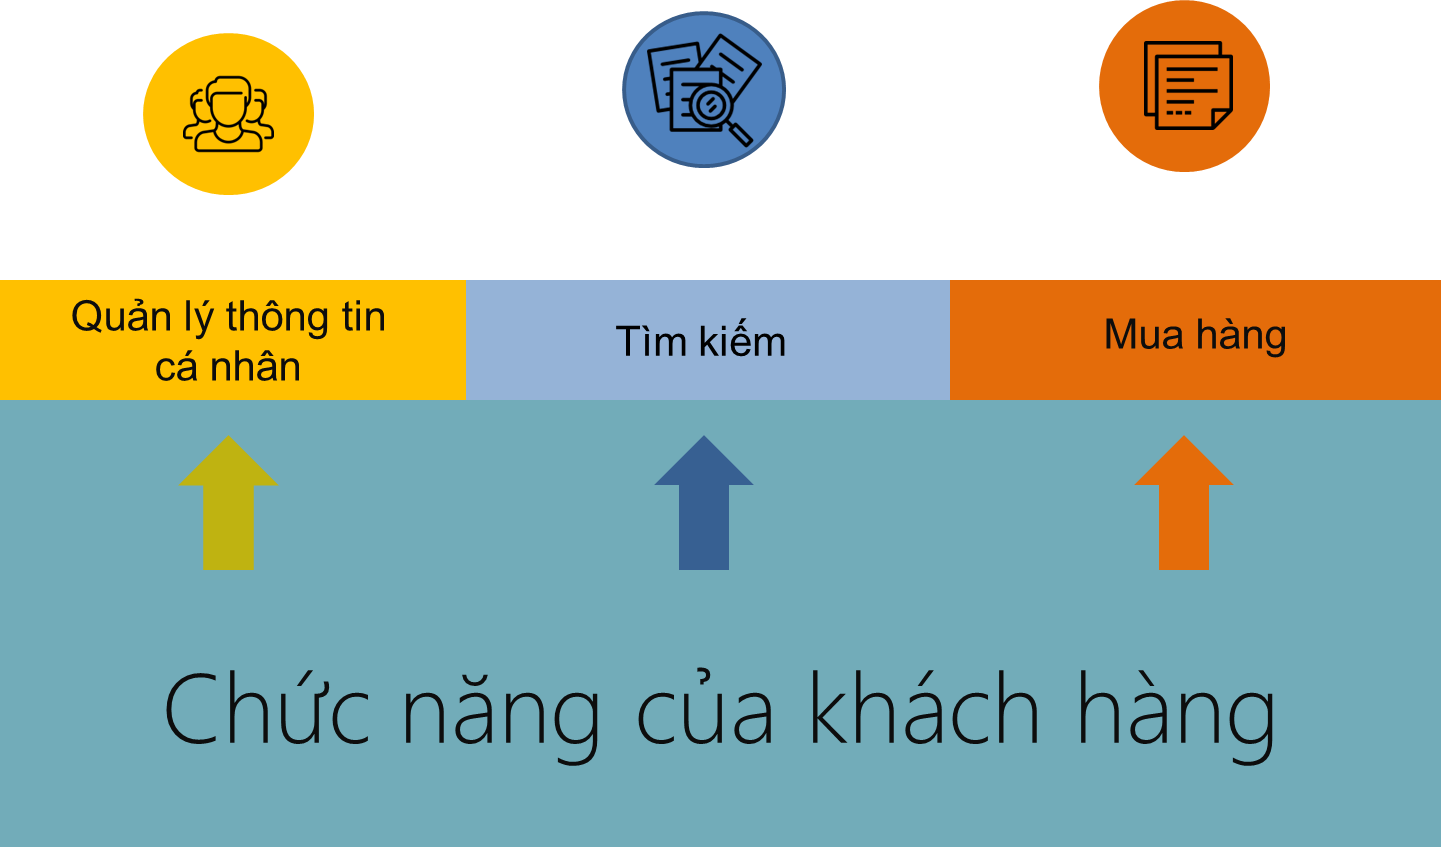 Quản lý thông tin
cá nhân
Tìm kiếm
Mua hàng
Chức năng của khách hàng